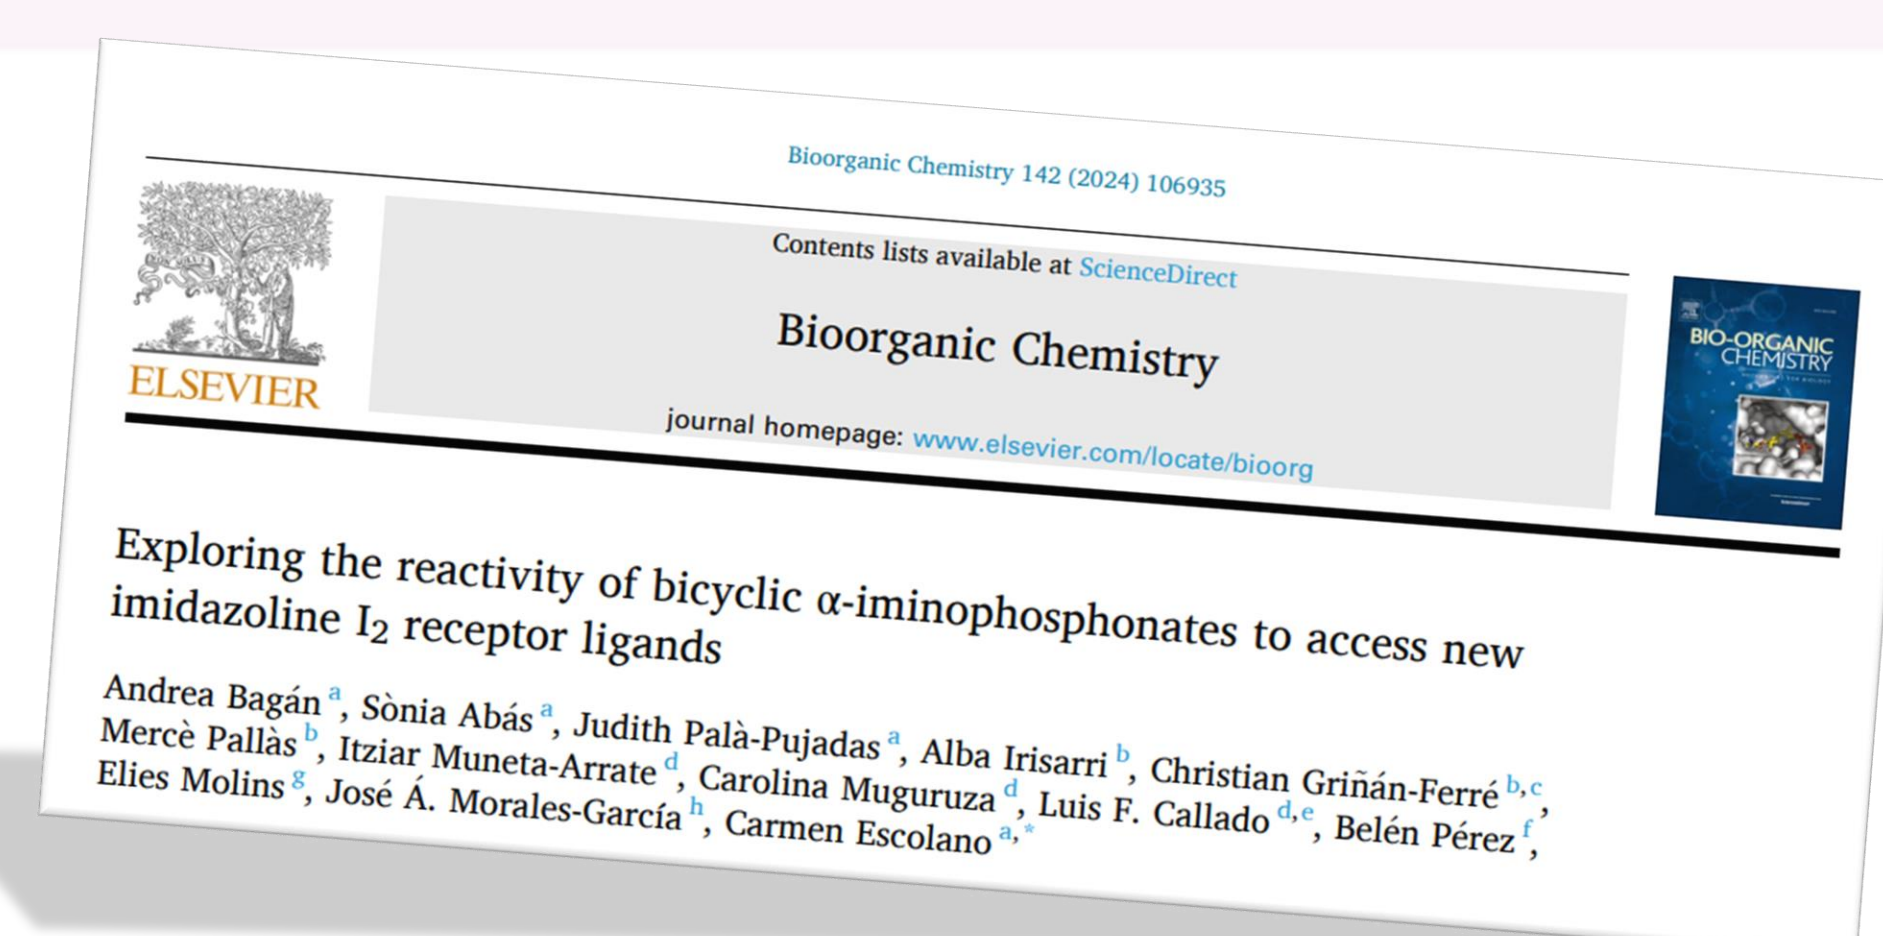 Bioorganic Chemistry 142 (2024) 106935
Contents lists available at ScienceDirect
Bioorganic Chemistry
journal homepage: www.elsevier.com/locate/bioorg
ELSEVIER
BIO-ORGANIC
CHEMISTRY
Exploring the reactivity of bicyclic α-iminophosphonates to access new
imidazoline I₂ receptor ligands
Andrea Bagán ᵃ, Sònia Abás ᵃ, Judith Palà-Pujadas ᵃ, Alba Irisarri ᵇ, Christian Griñán-Ferré ᵇ,ᶜ,
Mercè Pallàs ᵇ, Itziar Muneta-Arrate ᵈ, Carolina Muguruza ᵈ, Luis F. Callado ᵈ,ᵉ, Belén Pérez ᶠ,
Elies Molins ᵍ, José Á. Morales-García ʰ, Carmen Escolano ᵃ,*